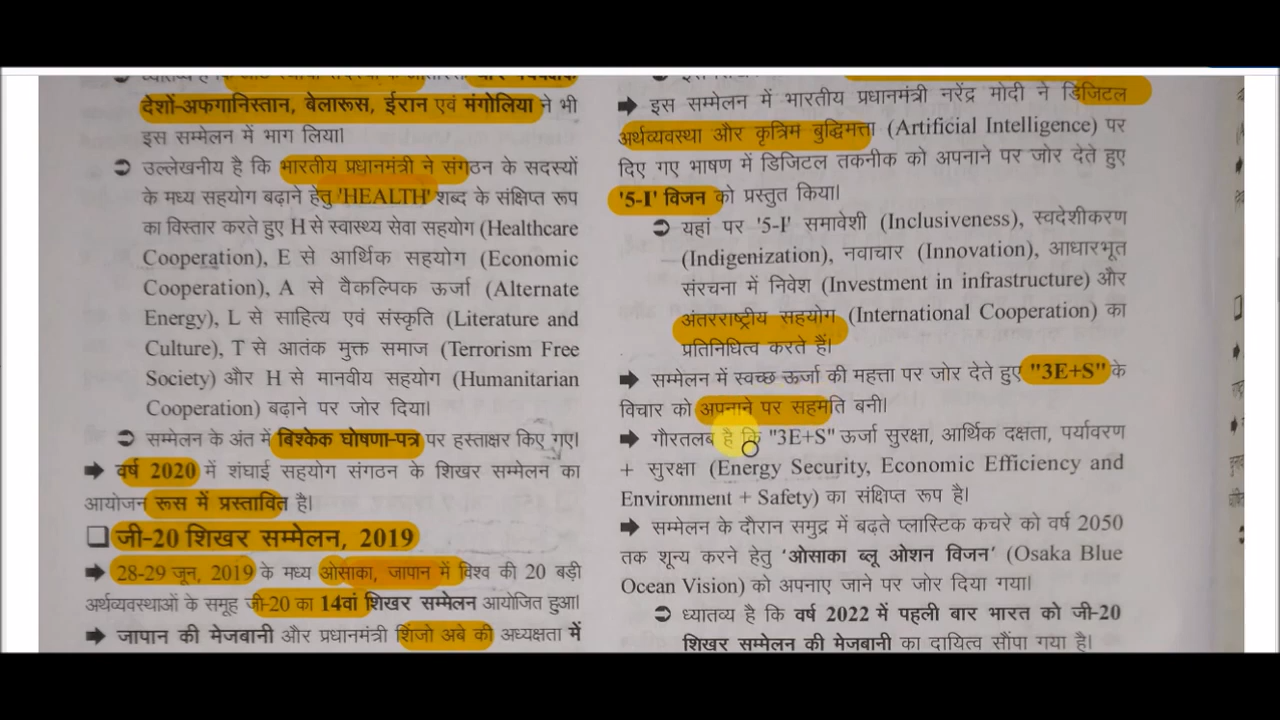 देशों-अफगानिस्तान, बेलारूस, ईरान एवं मंगोलिया ने भी
इस सम्मेलन में भाग लिया।
➲ उल्लेखनीय है कि भारतीय प्रधानमंत्री ने संगठन के सदस्यों
के मध्य सहयोग बढ़ाने हेतु 'HEALTH' शब्द के संक्षिप्त रूप
का विस्तार करते हुए H से स्वास्थ्य सेवा सहयोग (Healthcare
Cooperation), E से आर्थिक सहयोग (Economic
Cooperation), A से वैकल्पिक ऊर्जा (Alternate
Energy), L से साहित्य एवं संस्कृति (Literature and
Culture), T से आतंक मुक्त समाज (Terrorism Free
Society) और H से मानवीय सहयोग (Humanitarian
Cooperation) बढ़ाने पर जोर दिया।
➲ सम्मेलन के अंत में बिश्केक घोषणा-पत्र पर हस्ताक्षर किए गए।
➡ वर्ष 2020 में शंघाई सहयोग संगठन के शिखर सम्मेलन का
आयोजन रूस में प्रस्तावित है।
❑ जी-20 शिखर सम्मेलन, 2019
➡ 28-29 जून, 2019 के मध्य ओसाका, जापान में विश्व की 20 बड़ी
अर्थव्यवस्थाओं के समूह जी-20 का 14वां शिखर सम्मेलन आयोजित हुआ।
➡ जापान की मेजबानी और प्रधानमंत्री शिंजो अबे की अध्यक्षता में
➡ इस सम्मेलन में भारतीय प्रधानमंत्री नरेंद्र मोदी ने डिजिटल
अर्थव्यवस्था और कृत्रिम बुद्धिमत्ता (Artificial Intelligence) पर
दिए गए भाषण में डिजिटल तकनीक को अपनाने पर जोर देते हुए
'5-I' विजन को प्रस्तुत किया।
➲ यहां पर '5-I' समावेशी (Inclusiveness), स्वदेशीकरण
(Indigenization), नवाचार (Innovation), आधारभूत
संरचना में निवेश (Investment in infrastructure) और
अंतरराष्ट्रीय सहयोग (International Cooperation) का
प्रतिनिधित्व करते हैं।
➡ सम्मेलन में स्वच्छ ऊर्जा की महत्ता पर जोर देते हुए "3E+S" के
विचार को अपनाने पर सहमति बनी।
➡ गौरतलब है कि "3E+S" ऊर्जा सुरक्षा, आर्थिक दक्षता, पर्यावरण
+ सुरक्षा (Energy Security, Economic Efficiency and
Environment + Safety) का संक्षिप्त रूप है।
➡ सम्मेलन के दौरान समुद्र में बढ़ते प्लास्टिक कचरे को वर्ष 2050
तक शून्य करने हेतु 'ओसाका ब्लू ओशन विजन' (Osaka Blue
Ocean Vision) को अपनाए जाने पर जोर दिया गया।
➲ ध्यातव्य है कि वर्ष 2022 में पहली बार भारत को जी-20
शिखर सम्मेलन की मेजबानी का दायित्व सौंपा गया है।